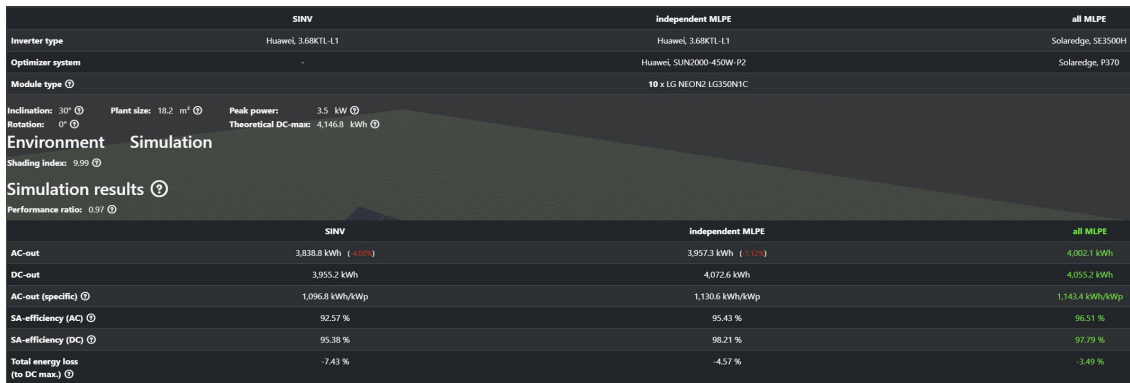 SINV independent MLPE all MLPE
Inverter type Huawei, 3.68KTL-L1 Huawei, 3.68KTL-L1 Solaredge, SE3500H
Optimizer system - Huawei, SUN2000-450W-P2 Solaredge, P370
Module type 10 x LG NEON2 LG350N1C
Inclination: 30° Plant size: 18.2 m² Peak power: 3.5 kW
Rotation: 0° Theoretical DC-max: 4,146.8 kWh
Environment Simulation
Shading index: 9.99
Simulation results
Performance ratio: 0.97
SINV independent MLPE all MLPE
AC-out 3,838.8 kWh (-4.08%) 3,957.3 kWh (-1.12%) 4,002.1 kWh
DC-out 3,955.2 kWh 4,072.6 kWh 4,055.2 kWh
AC-out (specific) 1,096.8 kWh/kWp 1,130.6 kWh/kWp 1,143.4 kWh/kWp
SA-efficiency (AC) 92.57 % 95.43 % 96.51 %
SA-efficiency (DC) 95.38 % 98.21 % 97.79 %
Total energy loss -7.43 % -4.57 % -3.49 %
(to DC max.)